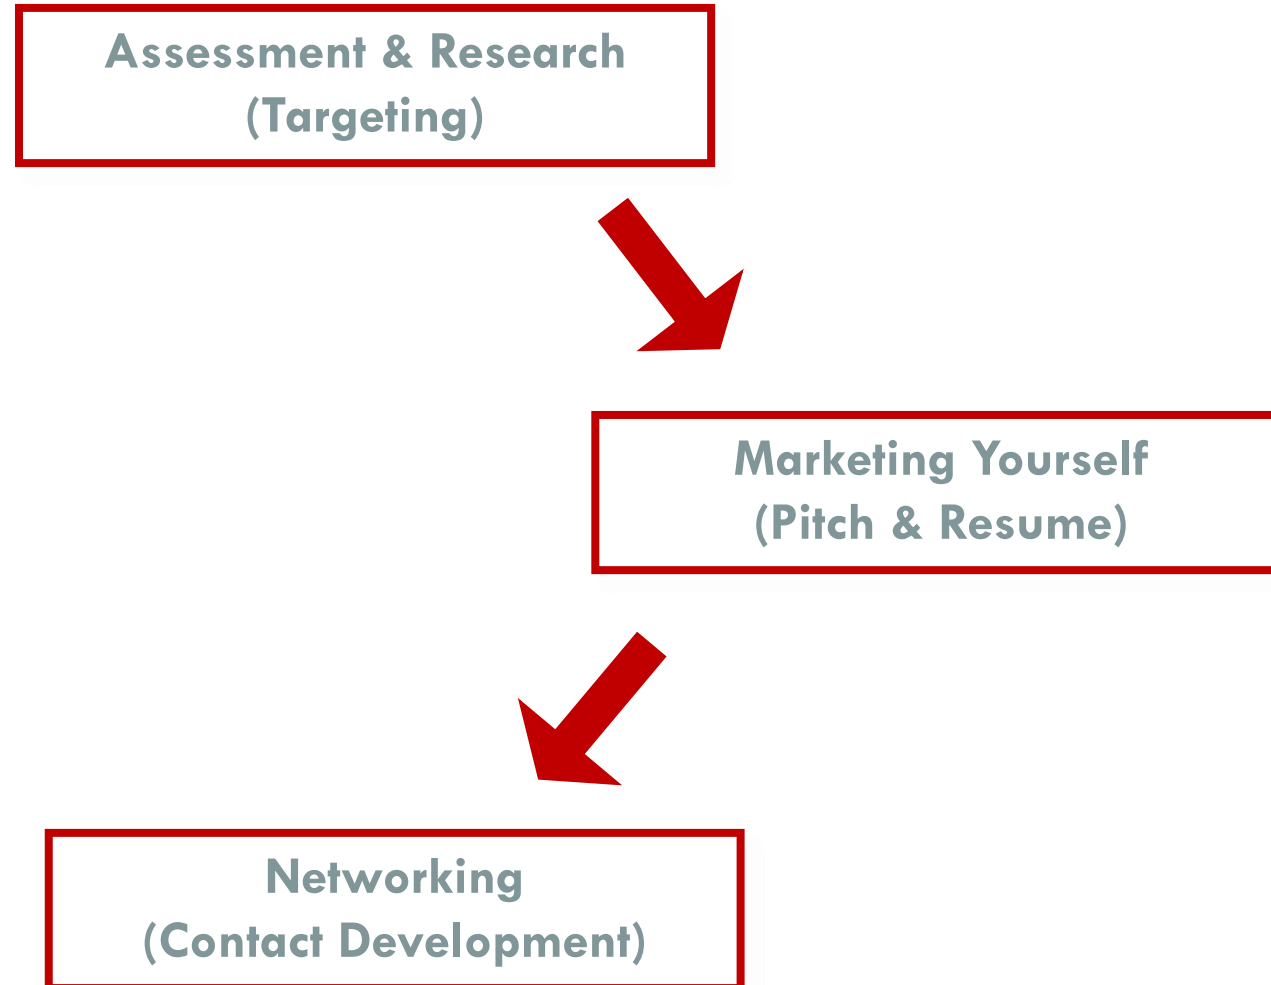 Assessment & Research
(Targeting)
Marketing Yourself
(Pitch & Resume)
Networking
(Contact Development)